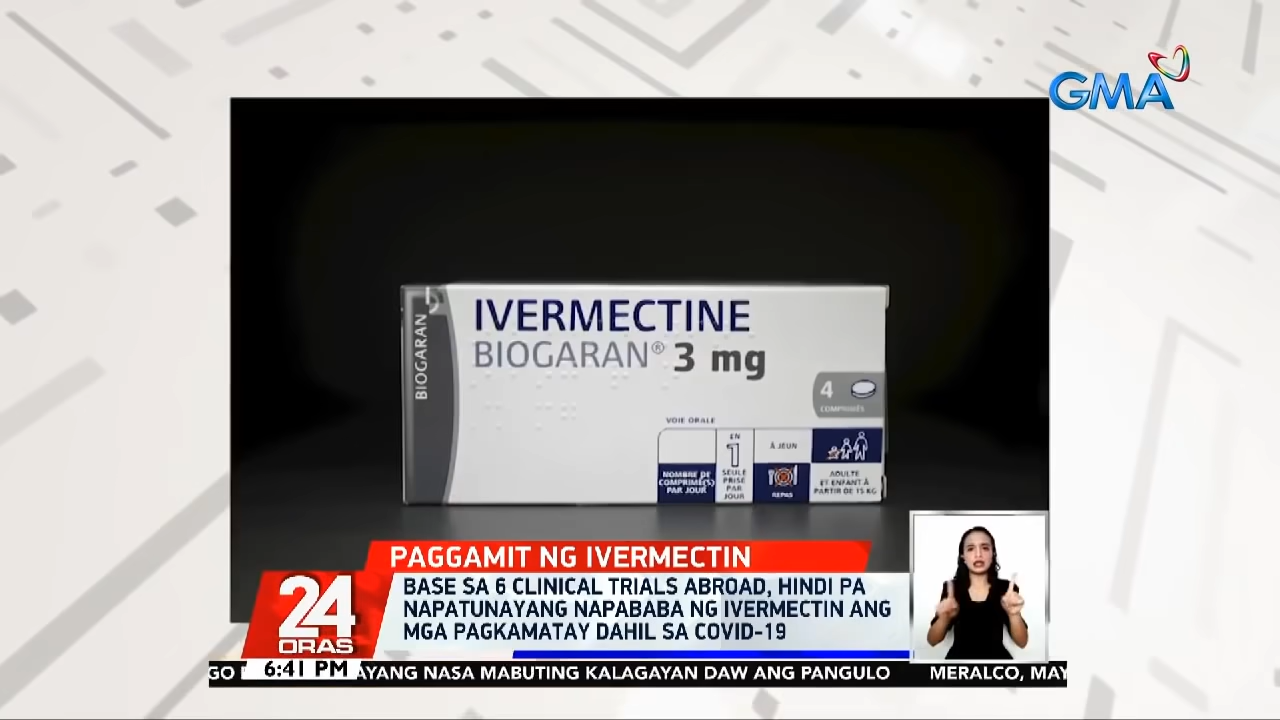 GMA
IVERMECTINE
BIOGARAN® 3 mg
BIOGARAN
4
COMPRIMÉS
VOIE ORALE
NOMBRE DE
COMPRIMÉ(S)
PAR JOUR
EN
1
SEULE
PRISE
PAR
JOUR
À JEUN
REPAS
ADULTE
ET ENFANT À
PARTIR DE 15 KG
PAGGAMIT NG IVERMECTIN
24
ORAS
BASE SA 6 CLINICAL TRIALS ABROAD, HINDI PA
NAPATUNAYANG NAPABABA NG IVERMECTIN ANG
MGA PAGKAMATAY DAHIL SA COVID-19
GO 6:41 PM AYANG NASA MABUTING KALAGAYAN DAW ANG PANGULO MERALCO, MAY